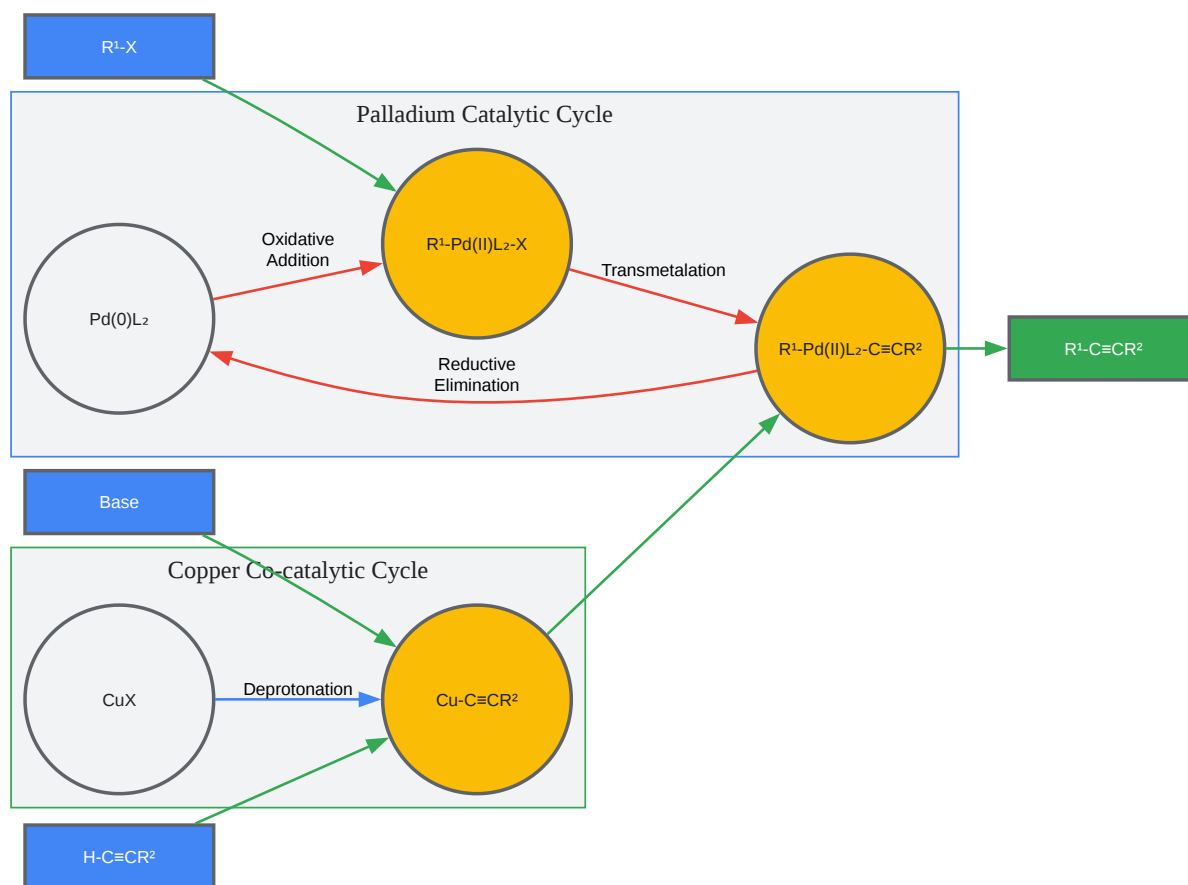 R¹-X
Palladium Catalytic Cycle
Oxidative
Addition
R¹-Pd(II)L₂-X
Transmetalation
Pd(0)L₂
R¹-Pd(II)L₂-C≡CR²
R¹-C≡CR²
Reductive
Elimination
Base
Copper Co-catalytic Cycle
CuX
Deprotonation
Cu-C≡CR²
H-C≡CR²